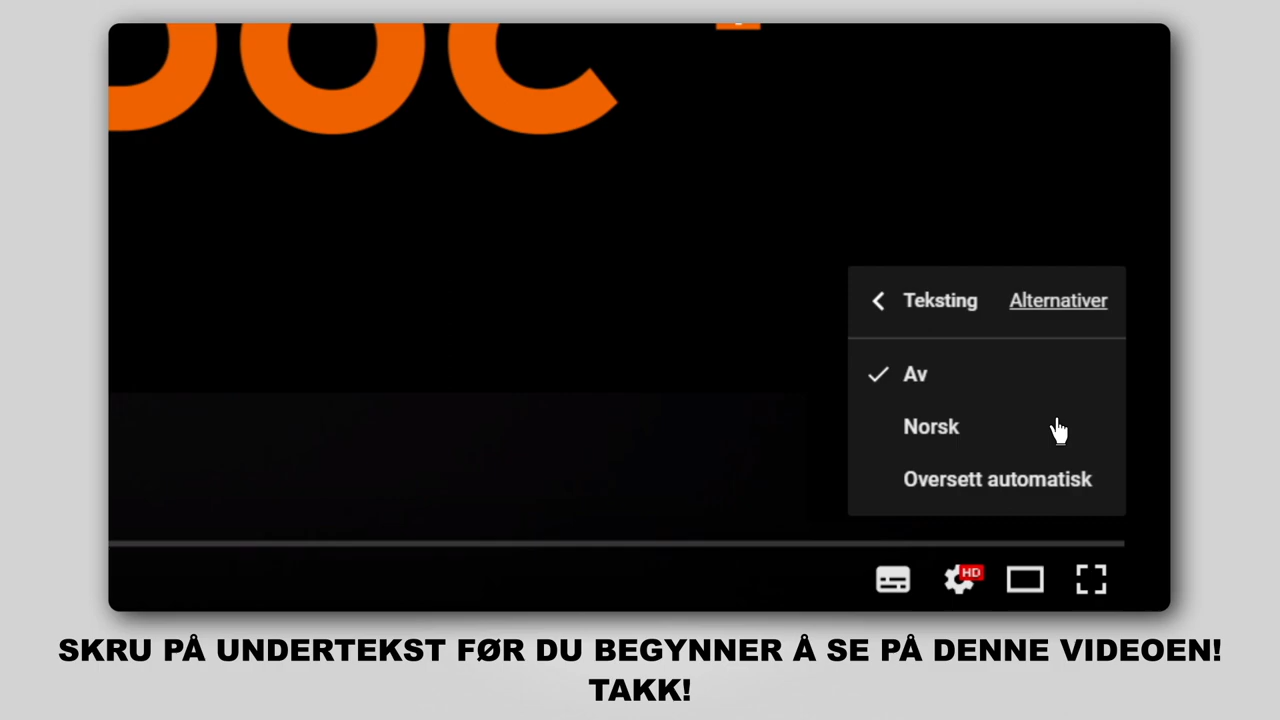 Teksting Alternativer
Av
Norsk
Oversett automatisk
HD
SKRU PÅ UNDERTEKST FØR DU BEGYNNER Å SE PÅ DENNE VIDEOEN!
TAKK!